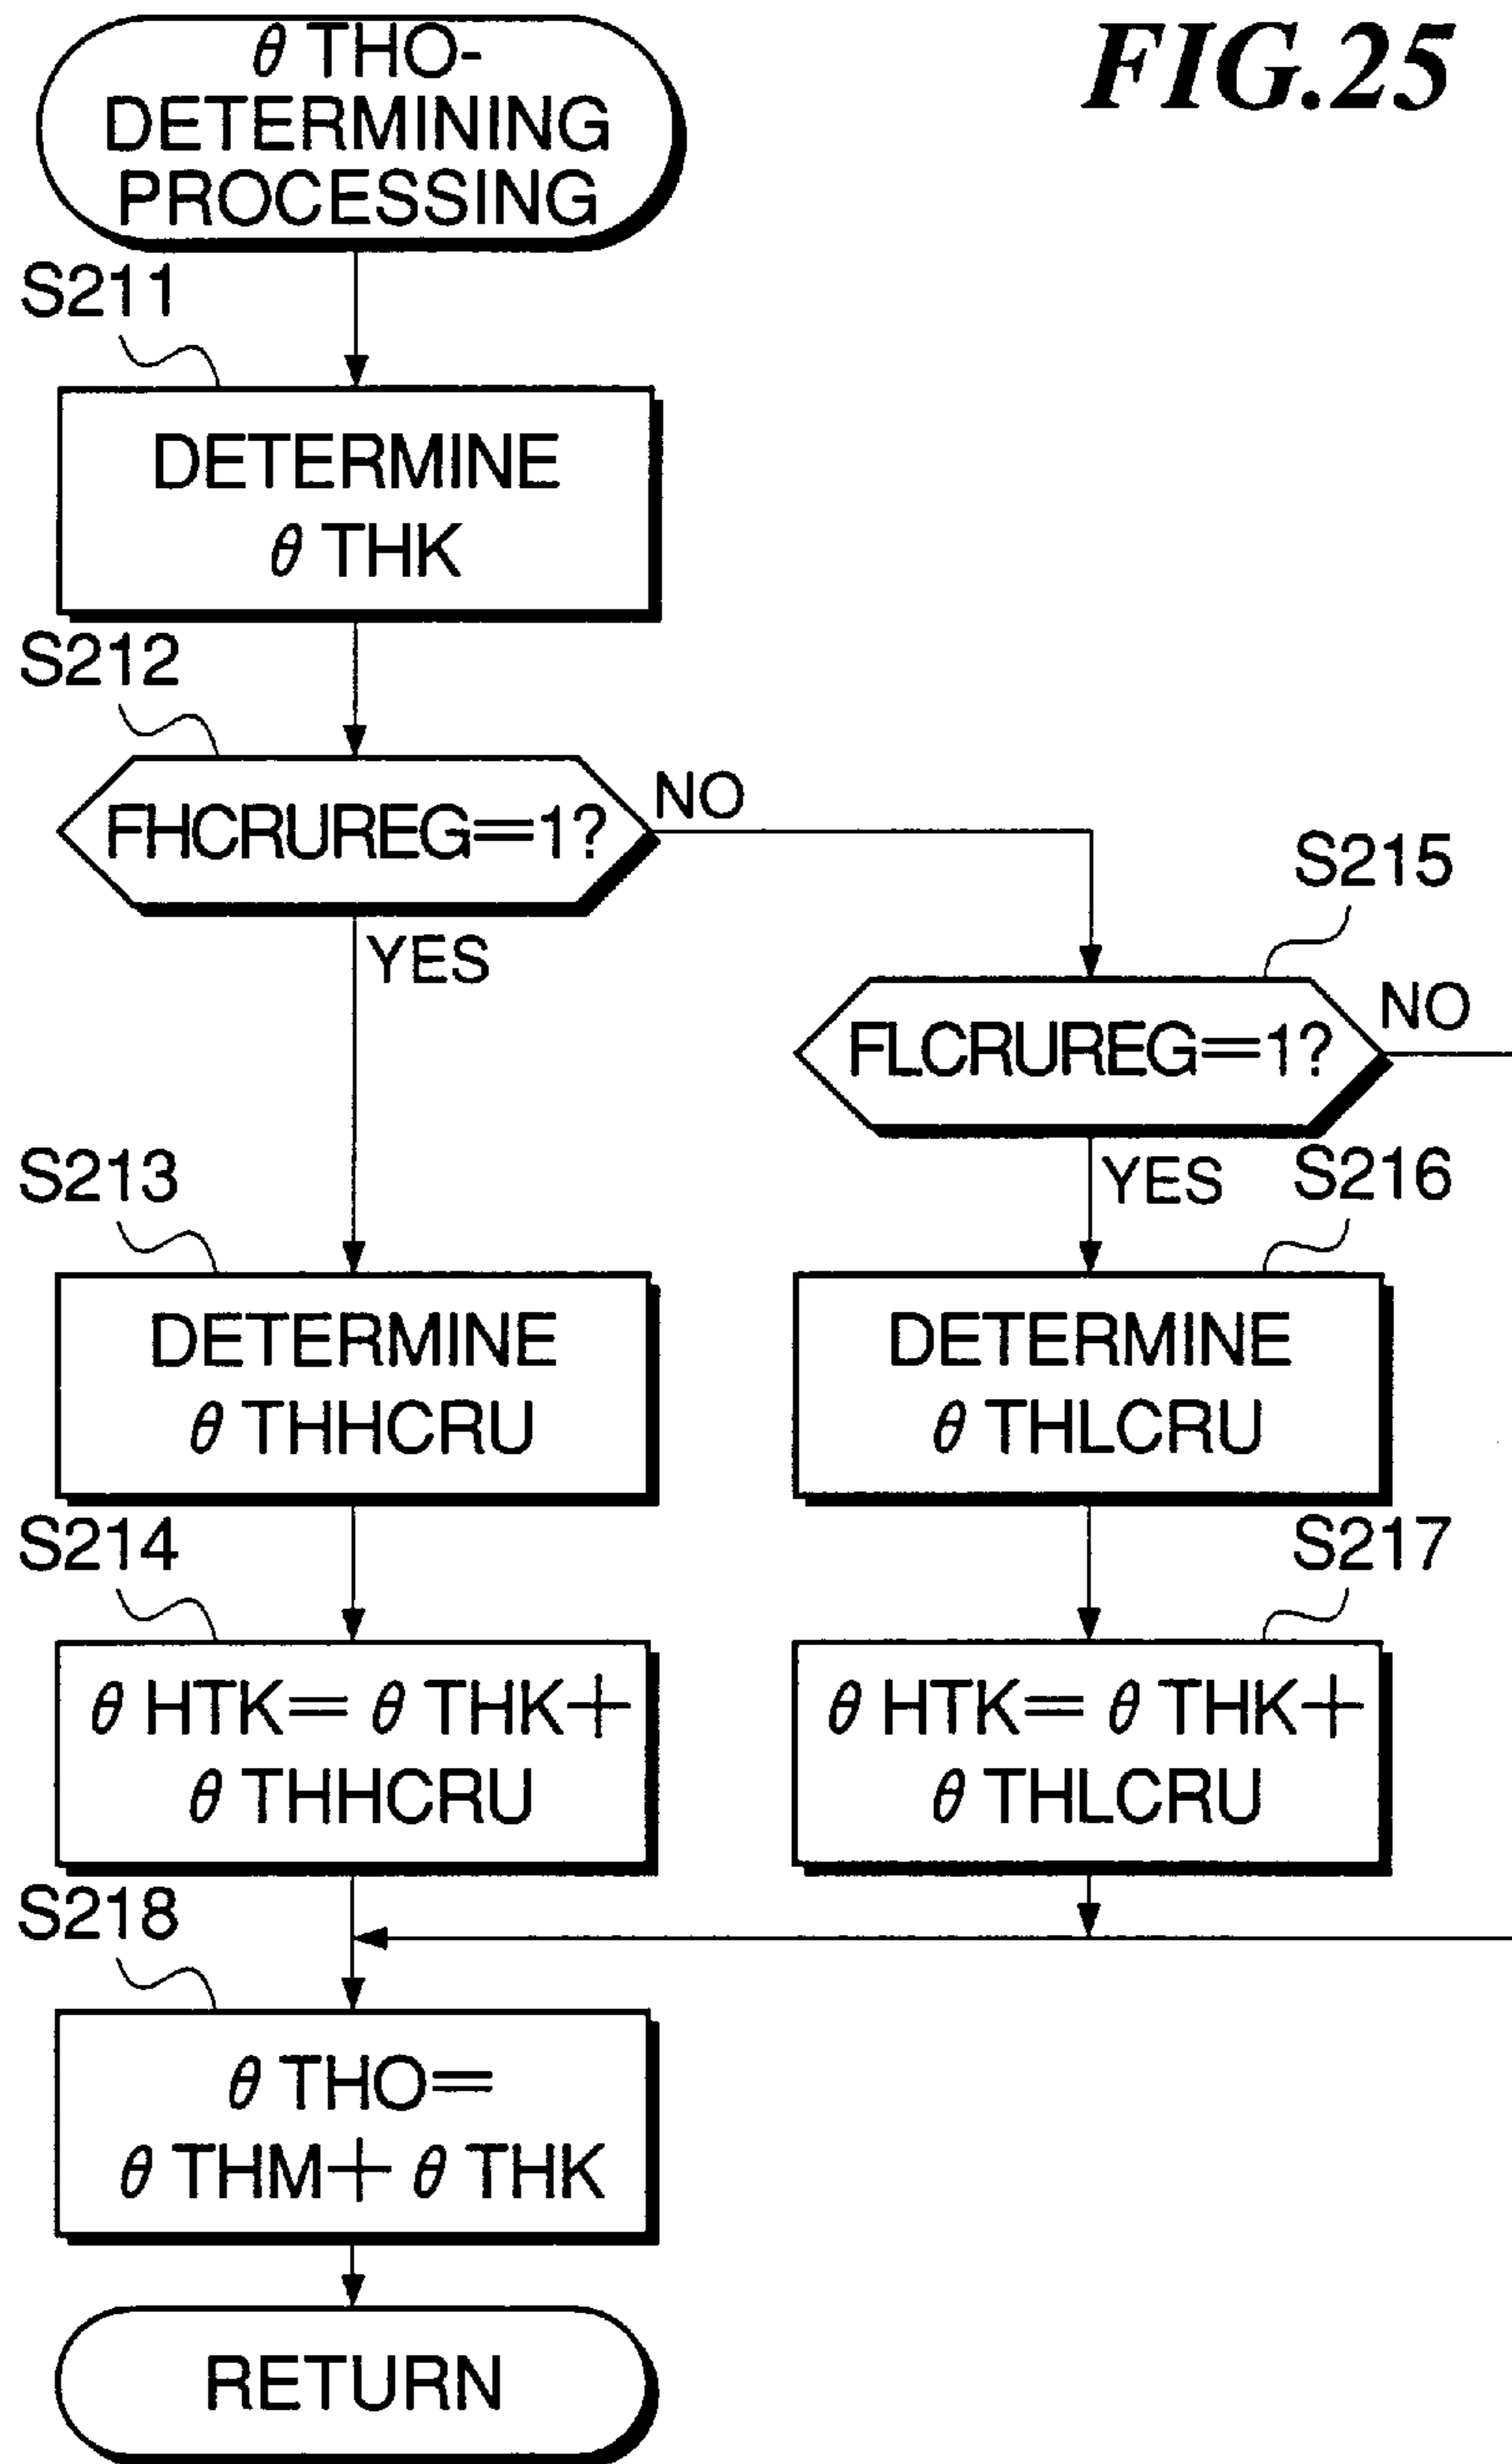 FIG.25
θ THO-
DETERMINING
PROCESSING
S211
DETERMINE
θ THK
S212
FHCRUREG=1?
NO
YES
S215
FLCRUREG=1?
NO
YES
S213
DETERMINE
θ THHCRU
S216
DETERMINE
θ THLCRU
S214
θ HTK= θ THK+
θ THHCRU
S217
θ HTK= θ THK+
θ THLCRU
S218
θ THO=
θ THM+ θ THK
RETURN